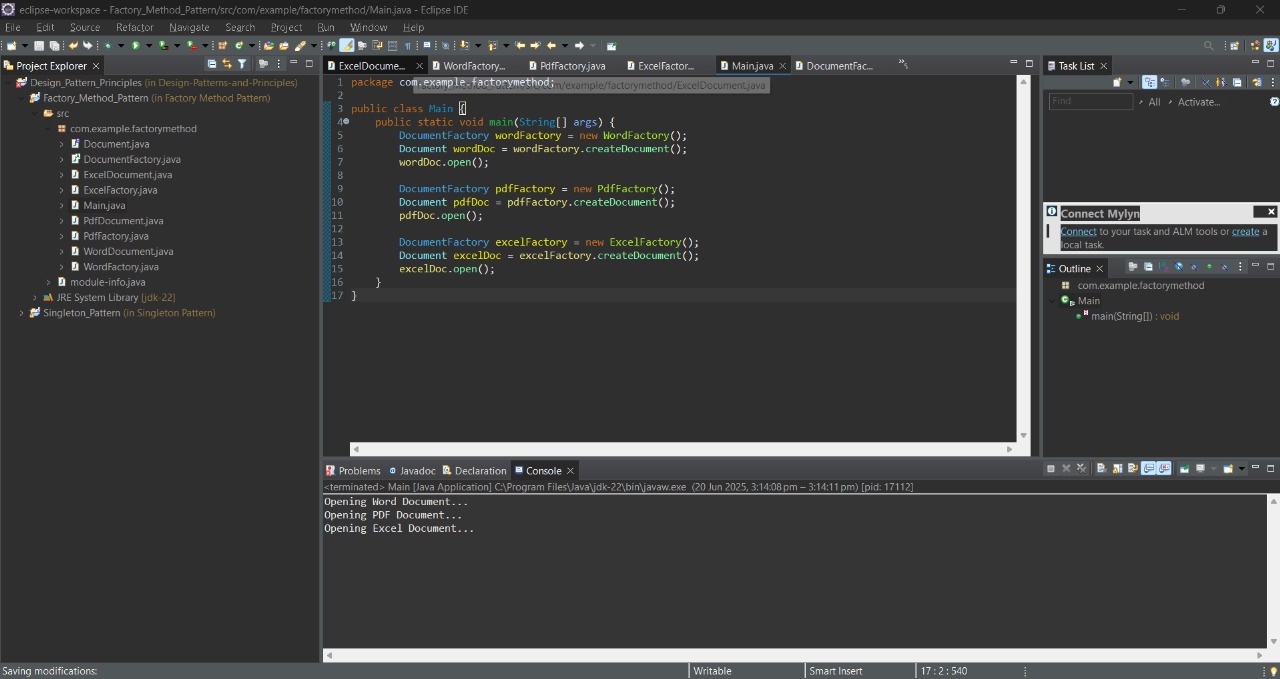 eclipse-workspace - Factory_Method_Pattern/src/com/example/factorymethod/Main.java - Eclipse IDE
File Edit Source Refactor Navigate Search Project Run Window Help
Project Explorer
Design_Pattern_Principles (in Design-Patterns-and-Principles)
Factory_Method_Pattern (in Factory Method Pattern)
src
com.example.factorymethod
Document.java
DocumentFactory.java
ExcelDocument.java
ExcelFactory.java
Main.java
PdfDocument.java
PdfFactory.java
WordDocument.java
WordFactory.java
module-info.java
JRE System Library [jdk-22]
Singleton_Pattern (in Singleton Pattern)
ExcelDocume... WordFactory... PdfFactory.java ExcelFactor... Main.java DocumentFac... »5
/com/example/factorymethod/ExcelDocument.java
1 package com.example.factorymethod;
2
3 public class Main {
4 public static void main(String[] args) {
5 DocumentFactory wordFactory = new WordFactory();
6 Document wordDoc = wordFactory.createDocument();
7 wordDoc.open();
8
9 DocumentFactory pdfFactory = new PdfFactory();
10 Document pdfDoc = pdfFactory.createDocument();
11 pdfDoc.open();
12
13 DocumentFactory excelFactory = new ExcelFactory();
14 Document excelDoc = excelFactory.createDocument();
15 excelDoc.open();
16 }
17 }
Task List
Find All Activate...
Connect Mylyn
Connect to your task and ALM tools or create a
local task.
Outline
com.example.factorymethod
Main
main(String[]) : void
Problems Javadoc Declaration Console
<terminated> Main [Java Application] C:\Program Files\Java\jdk-22\bin\javaw.exe (20 Jun 2025, 3:14:08 pm – 3:14:11 pm) [pid: 17112]
Opening Word Document...
Opening PDF Document...
Opening Excel Document...
Saving modifications:
Writable
Smart Insert
17 : 2 : 540